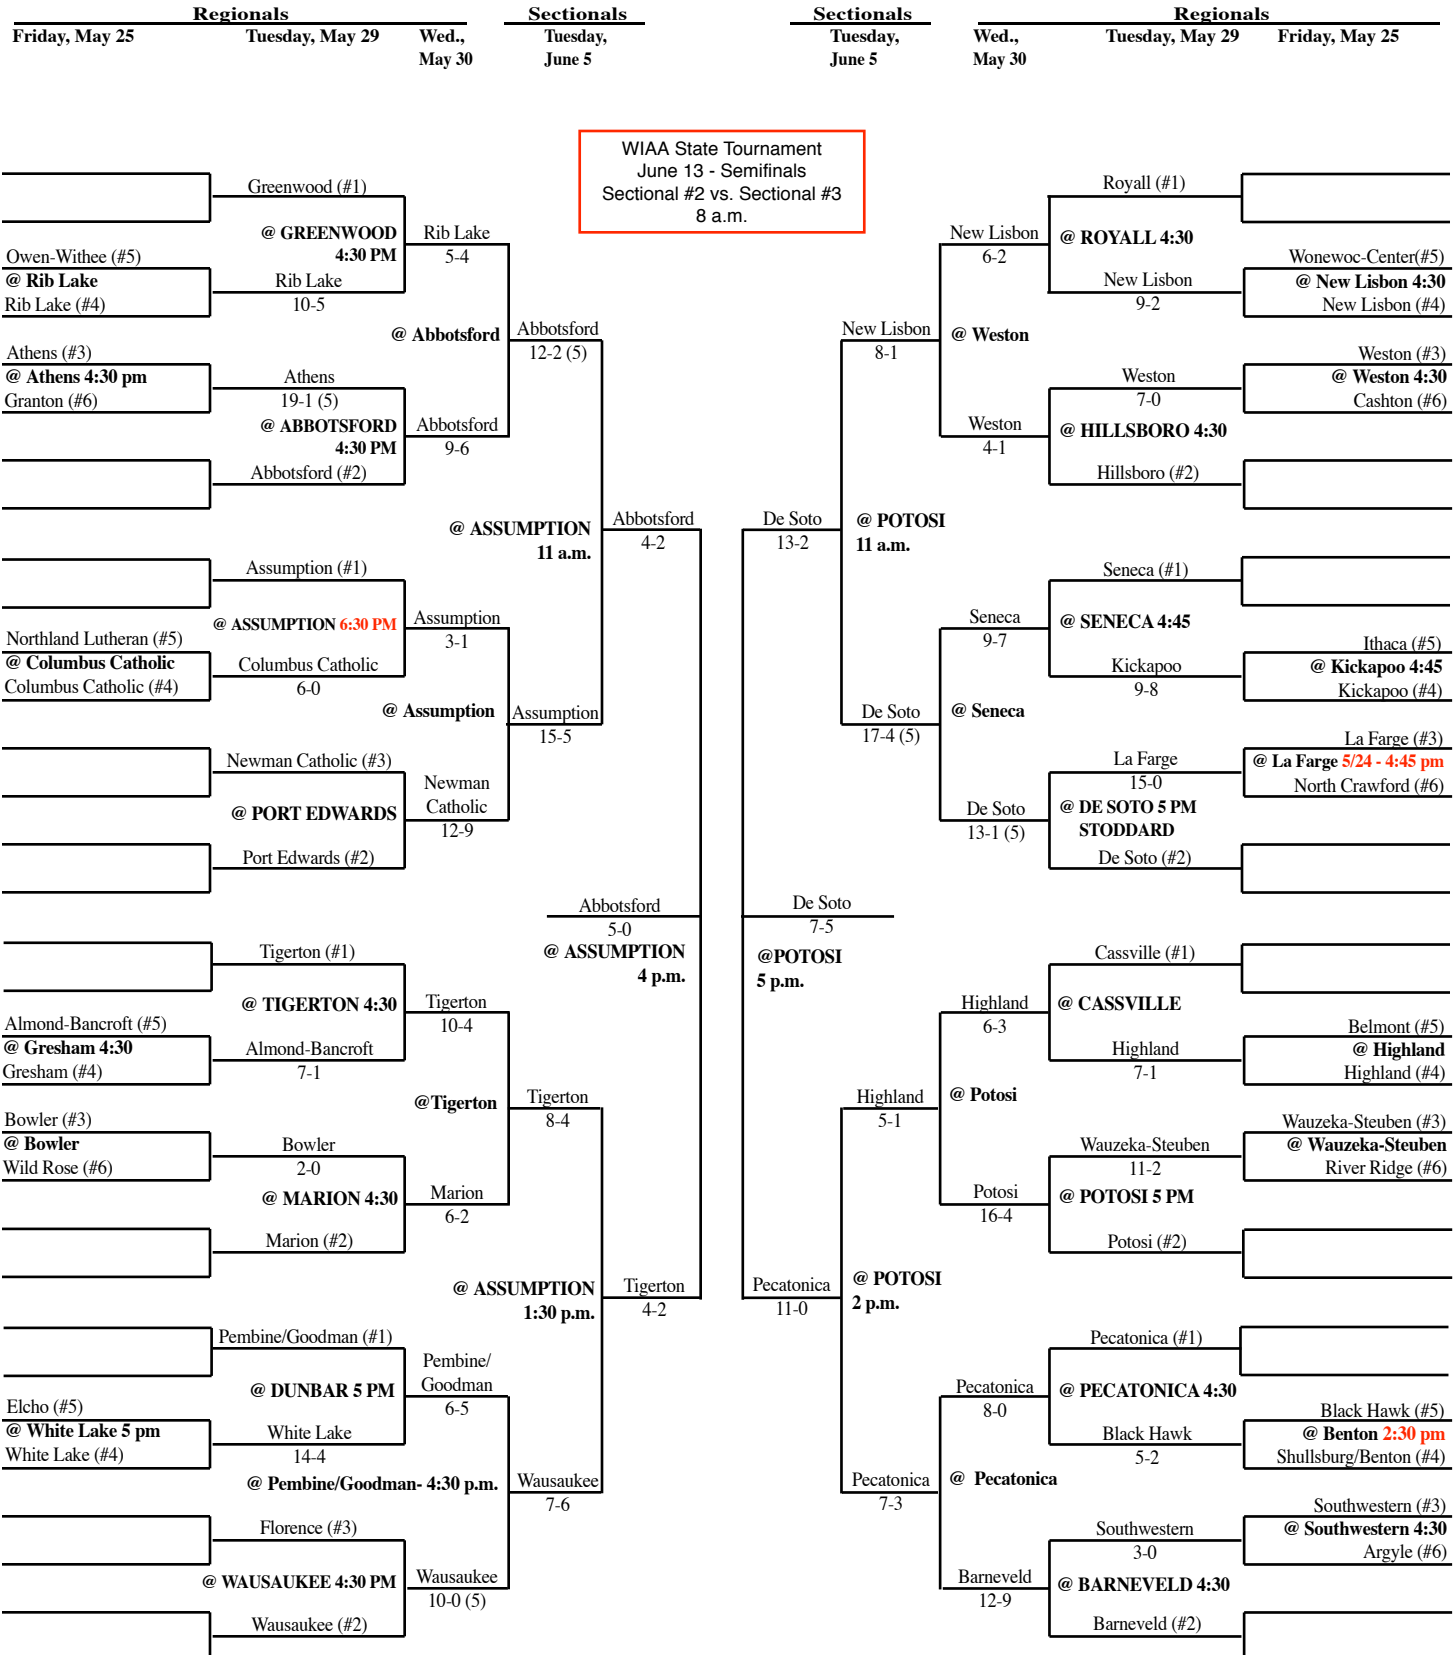 Regionals
Sectionals
Sectionals
Regionals
Friday, May 25
Tuesday, May 29
Wed.,
May 30
Tuesday,
June 5
Tuesday,
June 5
Wed.,
May 30
Tuesday, May 29
Friday, May 25
WIAA State Tournament
June 13 - Semifinals
Sectional #2 vs. Sectional #3
8 a.m.
Greenwood (#1)
@ GREENWOOD
4:30 PM
Rib Lake
5-4
Owen-Withee (#5)
@ Rib Lake
Rib Lake (#4)
Rib Lake
10-5
@ Abbotsford
Abbotsford
12-2 (5)
Athens (#3)
@ Athens 4:30 pm
Granton (#6)
Athens
19-1 (5)
@ ABBOTSFORD
4:30 PM
Abbotsford
9-6
Abbotsford (#2)
@ ASSUMPTION
11 a.m.
Abbotsford
4-2
Assumption (#1)
@ ASSUMPTION 6:30 PM
Assumption
3-1
Northland Lutheran (#5)
@ Columbus Catholic
Columbus Catholic (#4)
Columbus Catholic
6-0
@ Assumption
Assumption
15-5
Newman Catholic (#3)
@ PORT EDWARDS
Newman
Catholic
12-9
Port Edwards (#2)
Abbotsford
5-0
@ ASSUMPTION
4 p.m.
Tigerton (#1)
@ TIGERTON 4:30
Tigerton
10-4
Almond-Bancroft (#5)
@ Gresham 4:30
Gresham (#4)
Almond-Bancroft
7-1
@Tigerton
Tigerton
8-4
Bowler (#3)
@ Bowler
Wild Rose (#6)
Bowler
2-0
@ MARION 4:30
Marion
6-2
Marion (#2)
@ ASSUMPTION
1:30 p.m.
Tigerton
4-2
Pembine/Goodman (#1)
@ DUNBAR 5 PM
Pembine/
Goodman
6-5
Elcho (#5)
@ White Lake 5 pm
White Lake (#4)
White Lake
14-4
@ Pembine/Goodman- 4:30 p.m.
Wausaukee
7-6
Florence (#3)
@ WAUSAUKEE 4:30 PM
Wausaukee
10-0 (5)
Wausaukee (#2)
Royall (#1)
New Lisbon
6-2
@ ROYALL 4:30
Wonewoc-Center(#5)
@ New Lisbon 4:30
New Lisbon (#4)
New Lisbon
9-2
New Lisbon
8-1
@ Weston
Weston (#3)
@ Weston 4:30
Cashton (#6)
Weston
7-0
Weston
4-1
@ HILLSBORO 4:30
Hillsboro (#2)
De Soto
13-2
@ POTOSI
11 a.m.
Seneca (#1)
Seneca
9-7
@ SENECA 4:45
Ithaca (#5)
@ Kickapoo 4:45
Kickapoo (#4)
Kickapoo
9-8
De Soto
17-4 (5)
@ Seneca
La Farge (#3)
@ La Farge 5/24 - 4:45 pm
North Crawford (#6)
La Farge
15-0
De Soto
13-1 (5)
@ DE SOTO 5 PM
STODDARD
De Soto (#2)
De Soto
7-5
@POTOSI
5 p.m.
Cassville (#1)
Highland
6-3
@ CASSVILLE
Belmont (#5)
@ Highland
Highland (#4)
Highland
7-1
Highland
5-1
@ Potosi
Wauzeka-Steuben (#3)
@ Wauzeka-Steuben
River Ridge (#6)
Wauzeka-Steuben
11-2
Potosi
16-4
@ POTOSI 5 PM
Potosi (#2)
Pecatonica
11-0
@ POTOSI
2 p.m.
Pecatonica (#1)
Pecatonica
8-0
@ PECATONICA 4:30
Black Hawk (#5)
@ Benton 2:30 pm
Shullsburg/Benton (#4)
Black Hawk
5-2
Pecatonica
7-3
@ Pecatonica
Southwestern (#3)
@ Southwestern 4:30
Argyle (#6)
Southwestern
3-0
Barneveld
12-9
@ BARNEVELD 4:30
Barneveld (#2)